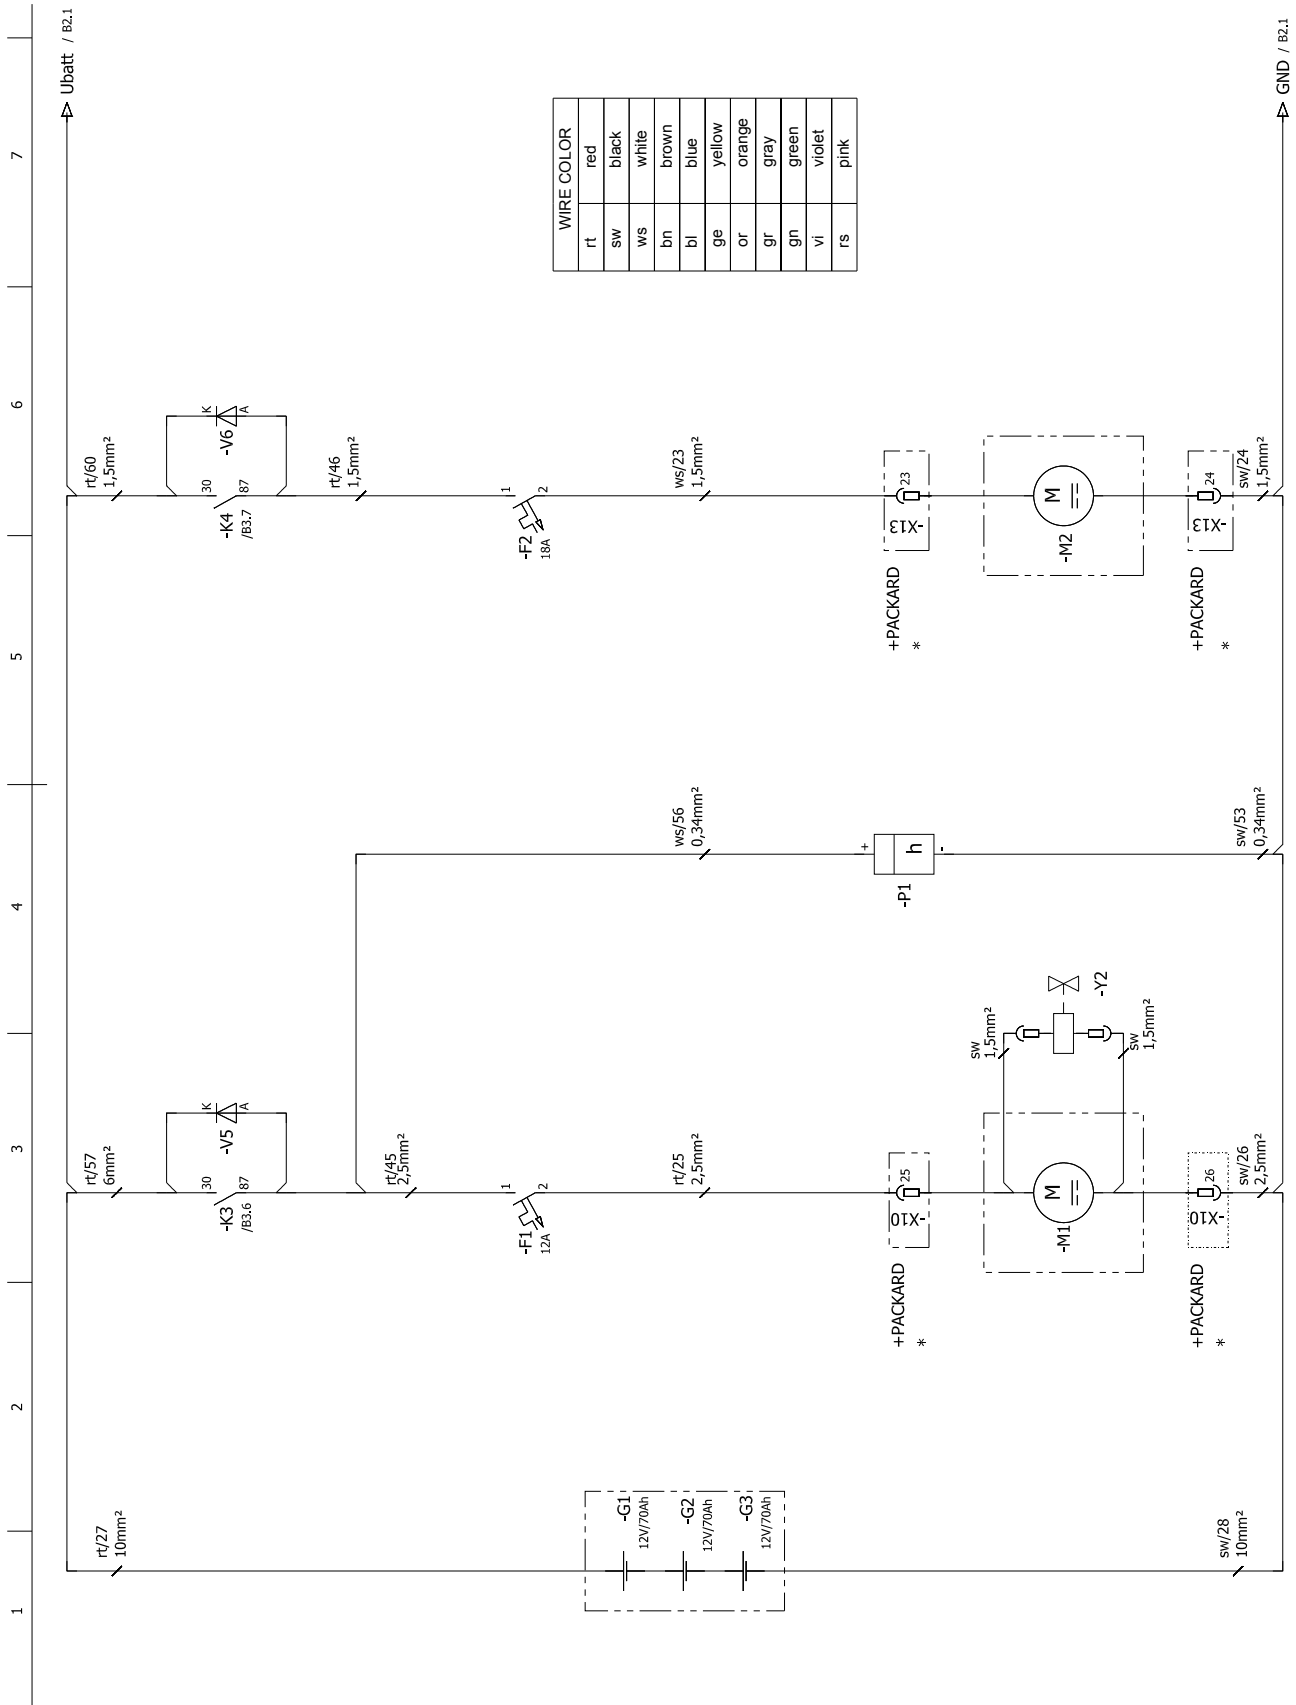 1
2
3
4
5
6
7
Ubatt / B2.1
rt/27
10mm²
rt/57
6mm²
rt/60
1,5mm²
-K3
/B3.6
30
87
-V5
K
A
-K4
/B3.7
30
87
-V6
K
A
rt/45
2,5mm²
rt/46
1,5mm²
-F1
12A
1
2
-F2
18A
1
2
-G1
12V/70Ah
-G2
12V/70Ah
-G3
12V/70Ah
rt/25
2,5mm²
ws/56
0,34mm²
ws/23
1,5mm²
WIRE COLOR
rt red
sw black
ws white
bn brown
bl blue
ge yellow
or orange
gr gray
gn green
vi violet
rs pink
+PACKARD
*
-X10
25
-P1
+
h
-
+PACKARD
*
-X13
23
sw
1,5mm²
-M1
M
-Y2
sw
1,5mm²
-M2
M
+PACKARD
*
-X10
26
+PACKARD
*
-X13
24
sw/28
10mm²
sw/26
2,5mm²
sw/53
0,34mm²
sw/24
1,5mm²
GND / B2.1